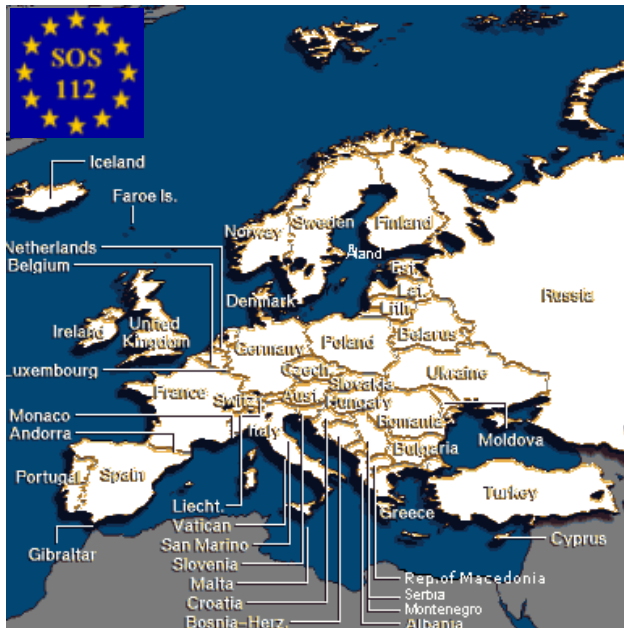 SOS
112
Iceland
Faroe Is.
Norway
Sweden
Finland
Åland
Netherlands
Belgium
Est.
Lat.
Lith.
Russia
Denmark
Ireland
United
Kingdom
Belarus
Germany
Poland
Luxembourg
Czech.
Slovakia
Ukraine
France
Switz.
Aust.
Hungary
Monaco
Andorra
Italy
Romania
Moldova
Bulgaria
Portugal
Spain
Liecht.
Greece
Turkey
Vatican
San Marino
Gibraltar
Cyprus
Slovenia
Malta
Croatia
Bosnia-Herz.
Rep.of Macedonia
Serbia
Montenegro
Albania